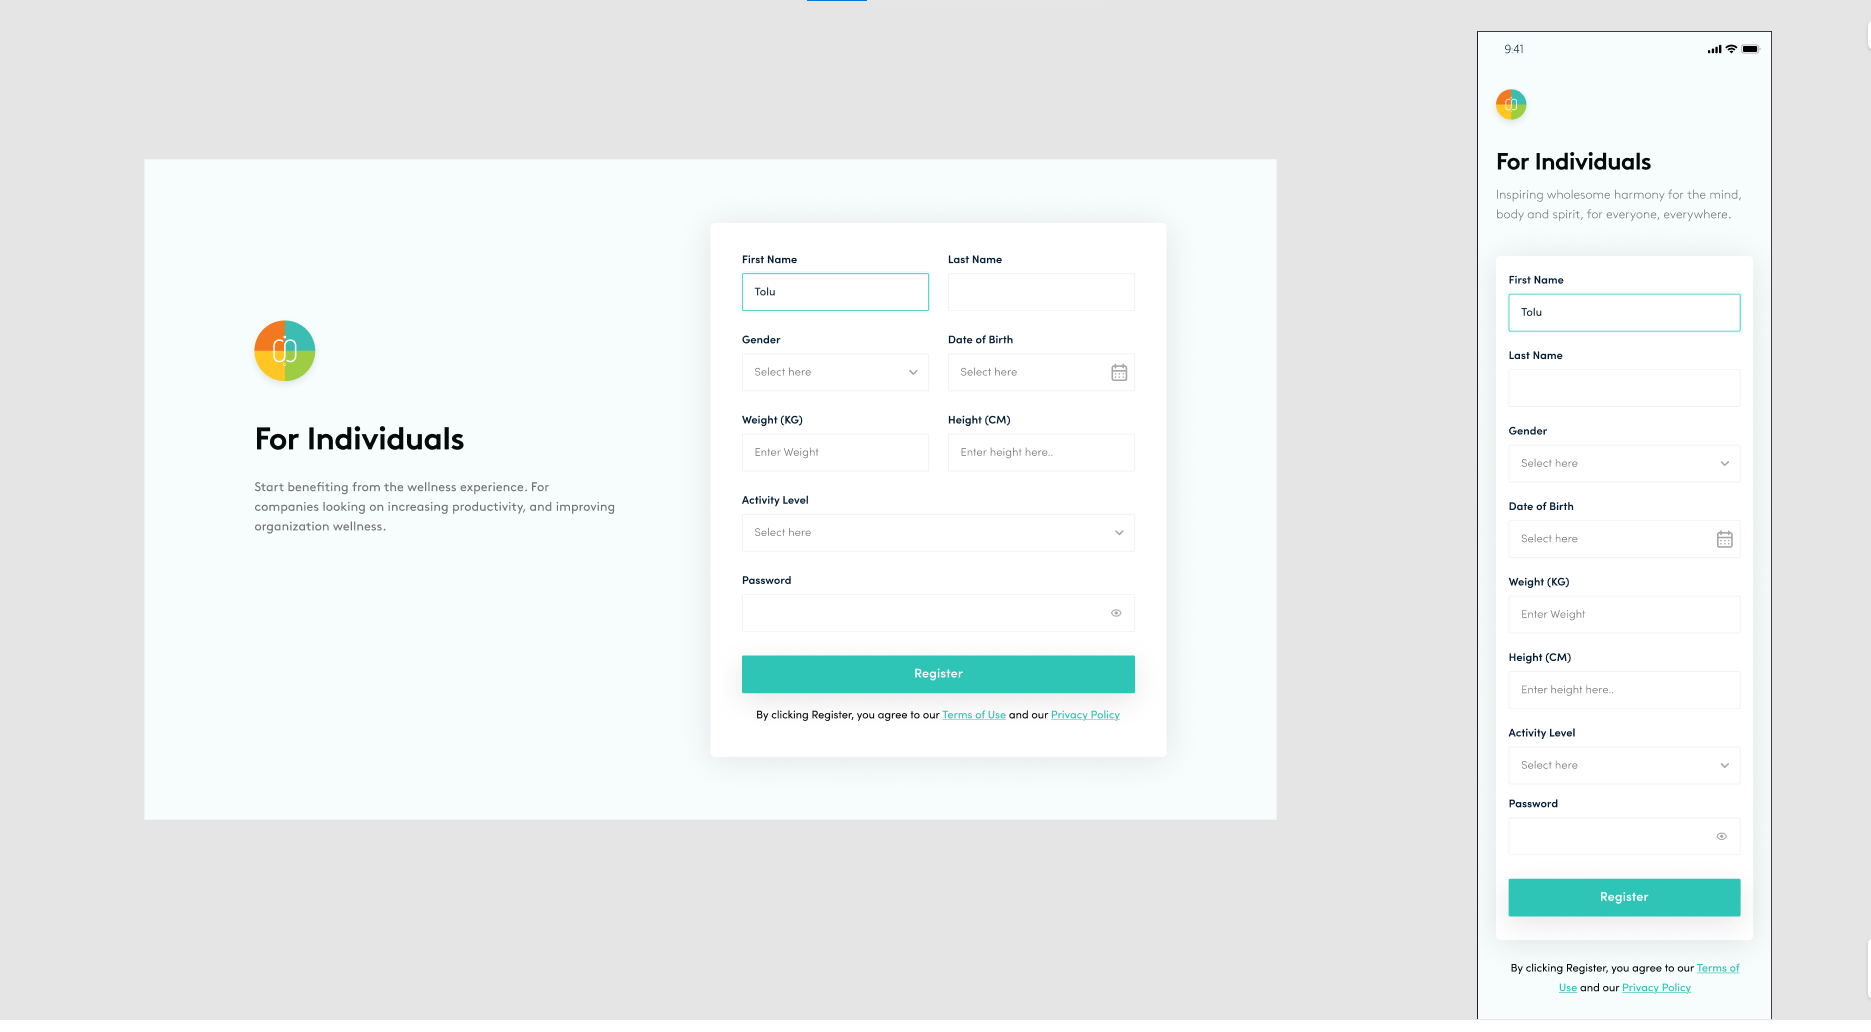 For Individuals
Start benefiting from the wellness experience. For
companies looking on increasing productivity, and improving
organization wellness.
First Name
Last Name
Tolu
Gender
Date of Birth
Select here
Select here
Weight (KG)
Height (CM)
Enter Weight
Enter height here..
Activity Level
Select here
Password
Register
By clicking Register, you agree to our Terms of Use and our Privacy Policy
9:41
For Individuals
Inspiring wholesome harmony for the mind,
body and spirit, for everyone, everywhere.
First Name
Tolu
Last Name
Gender
Select here
Date of Birth
Select here
Weight (KG)
Enter Weight
Height (CM)
Enter height here..
Activity Level
Select here
Password
Register
By clicking Register, you agree to our Terms of
Use and our Privacy Policy